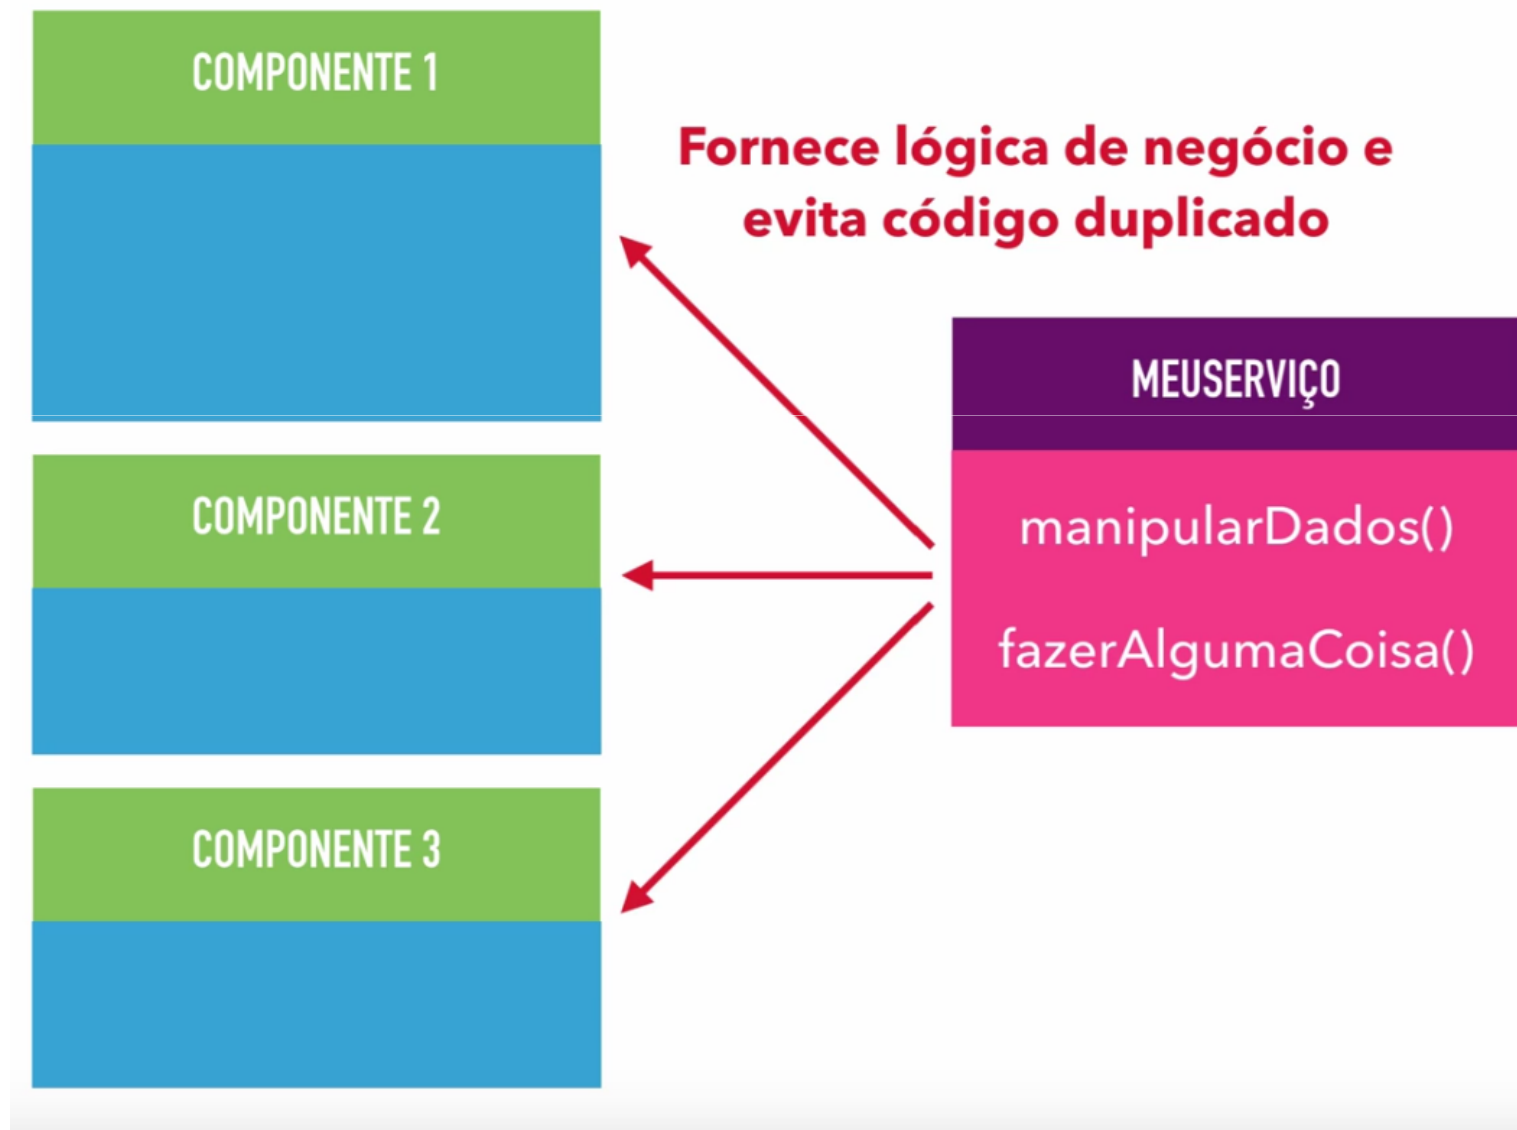 COMPONENTE 1
Fornece lógica de negócio e
evita código duplicado
MEUSERVIÇO
manipularDados()
fazerAlgumaCoisa()
COMPONENTE 2
COMPONENTE 3